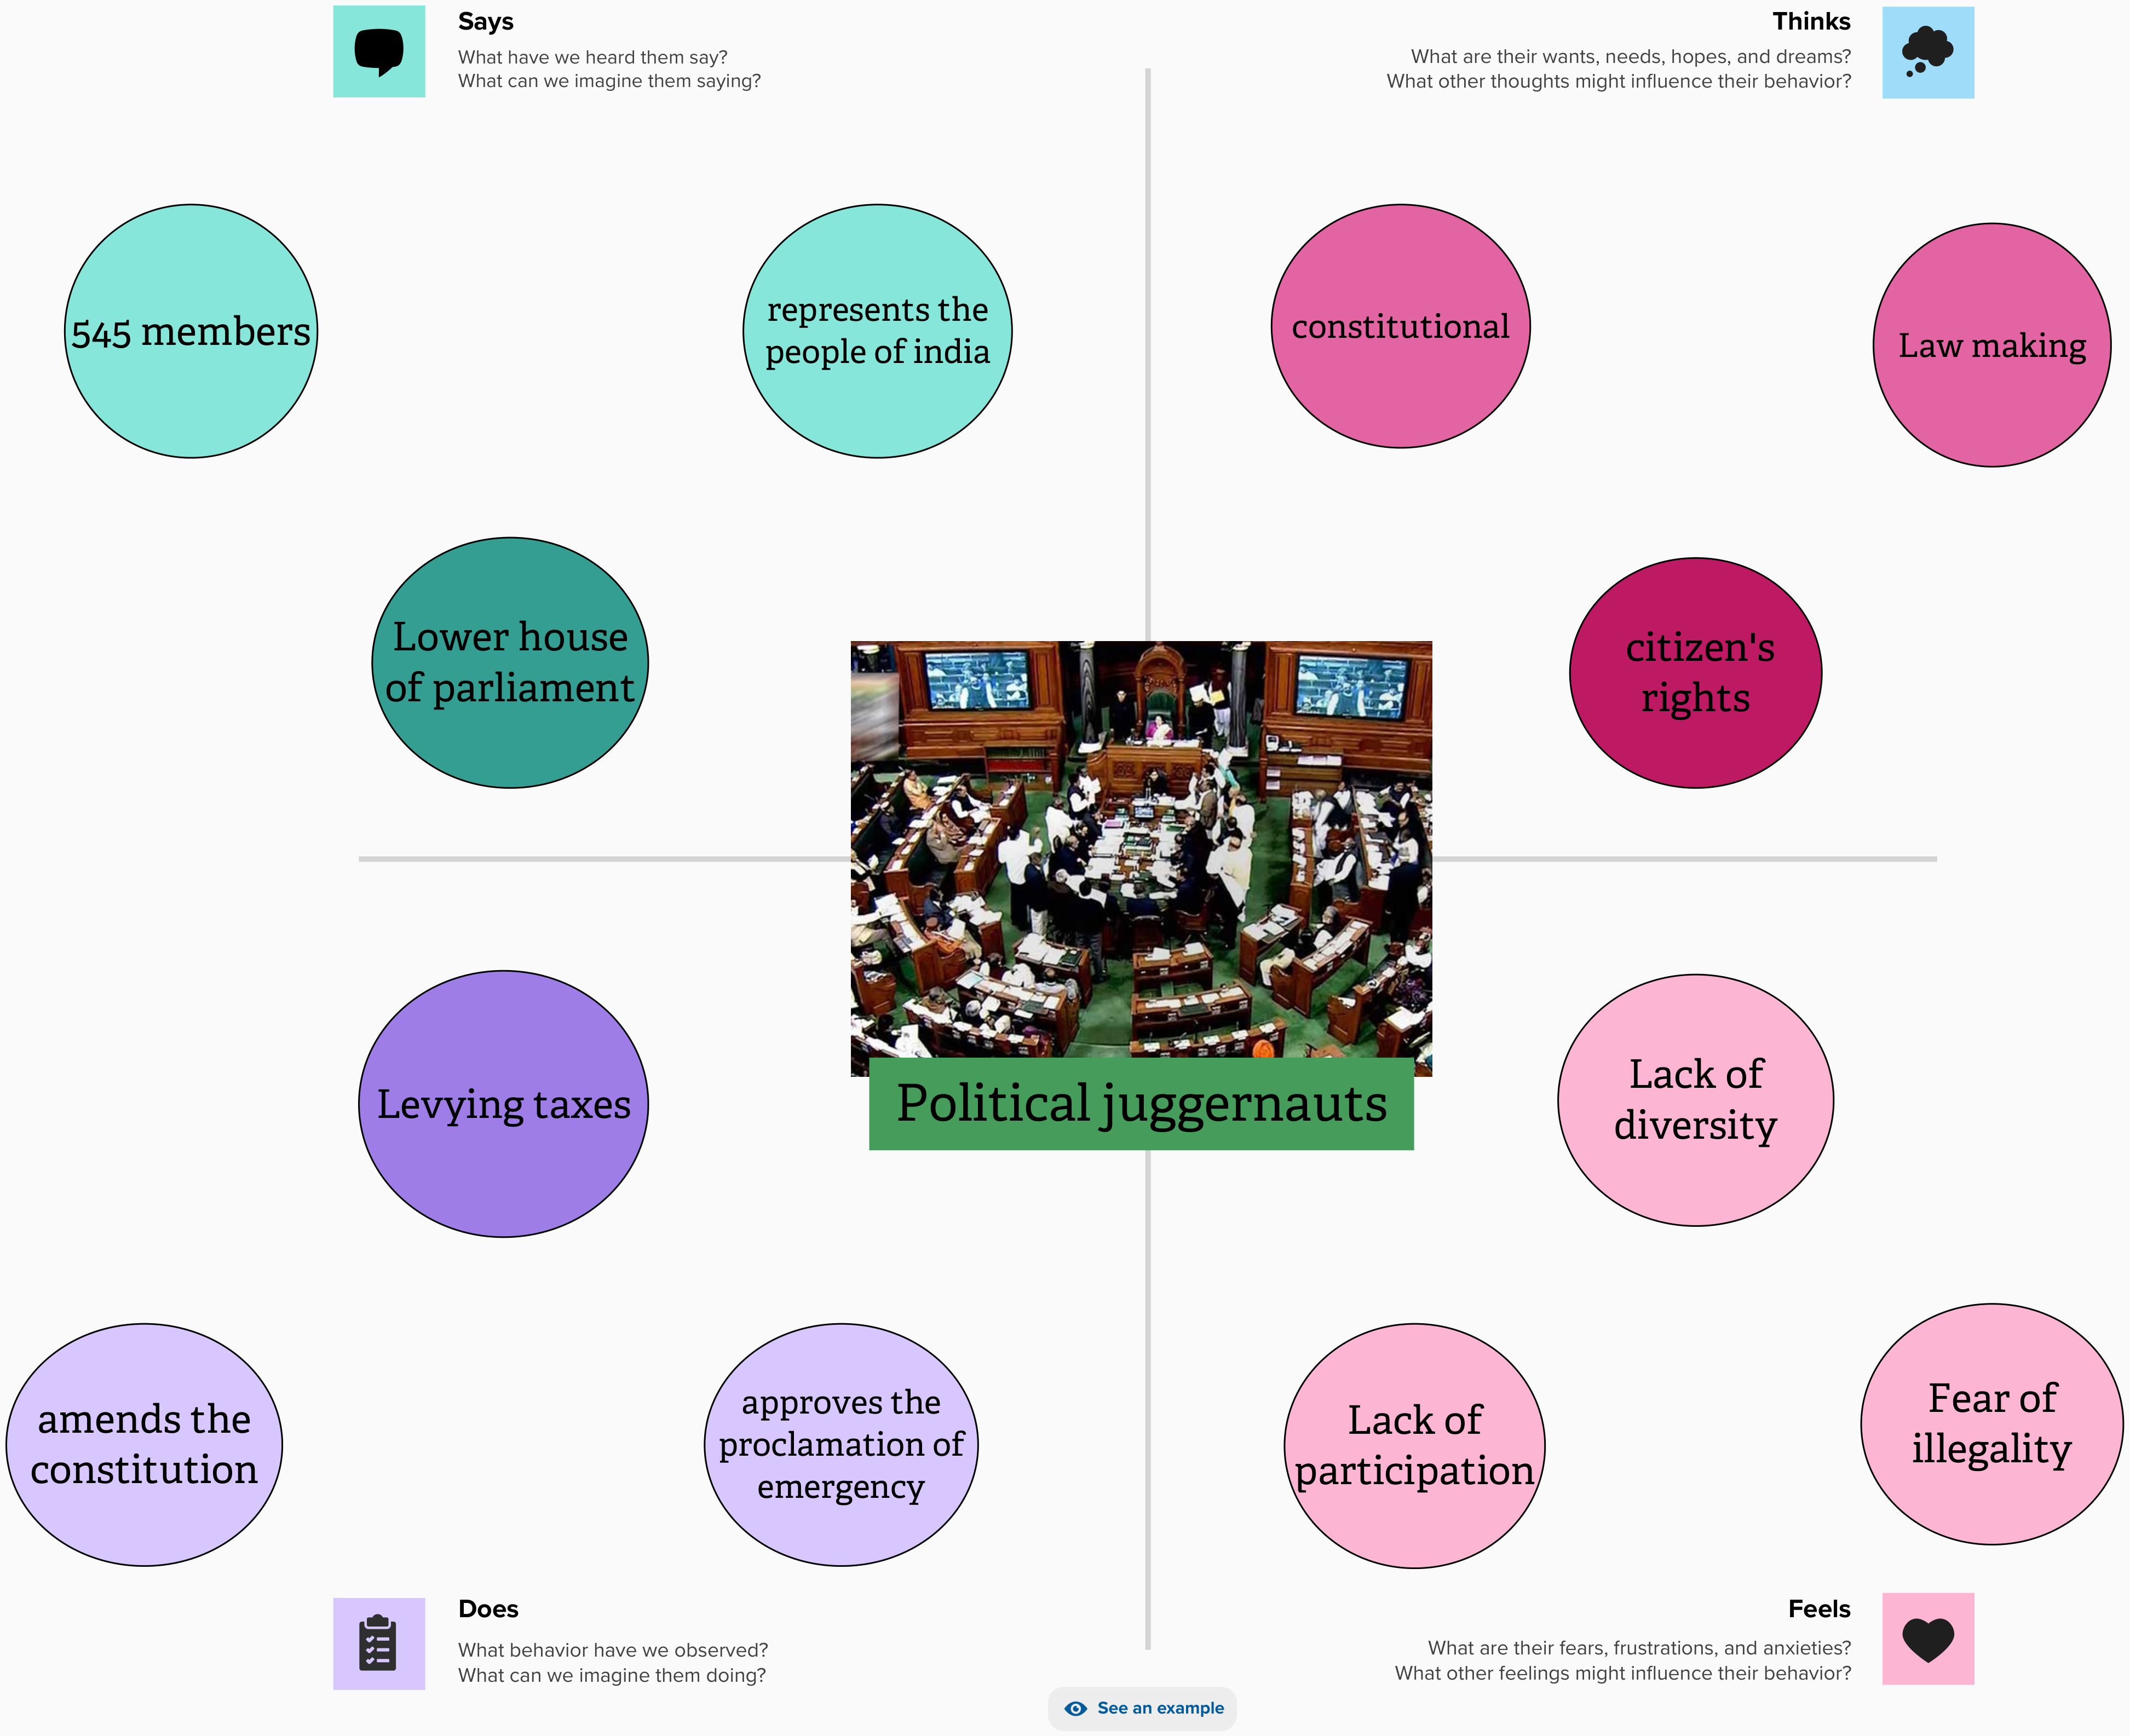 Says
What have we heard them say?
What can we imagine them saying?
Thinks
What are their wants, needs, hopes, and dreams?
What other thoughts might influence their behavior?
545 members
represents the
people of india
constitutional
Law making
Lower house
of parliament
citizen's
rights
Levying taxes
Political juggernauts
Lack of
diversity
amends the
constitution
approves the
proclamation of
emergency
Lack of
participation
Fear of
illegality
Does
What behavior have we observed?
What can we imagine them doing?
Feels
What are their fears, frustrations, and anxieties?
What other feelings might influence their behavior?
See an example